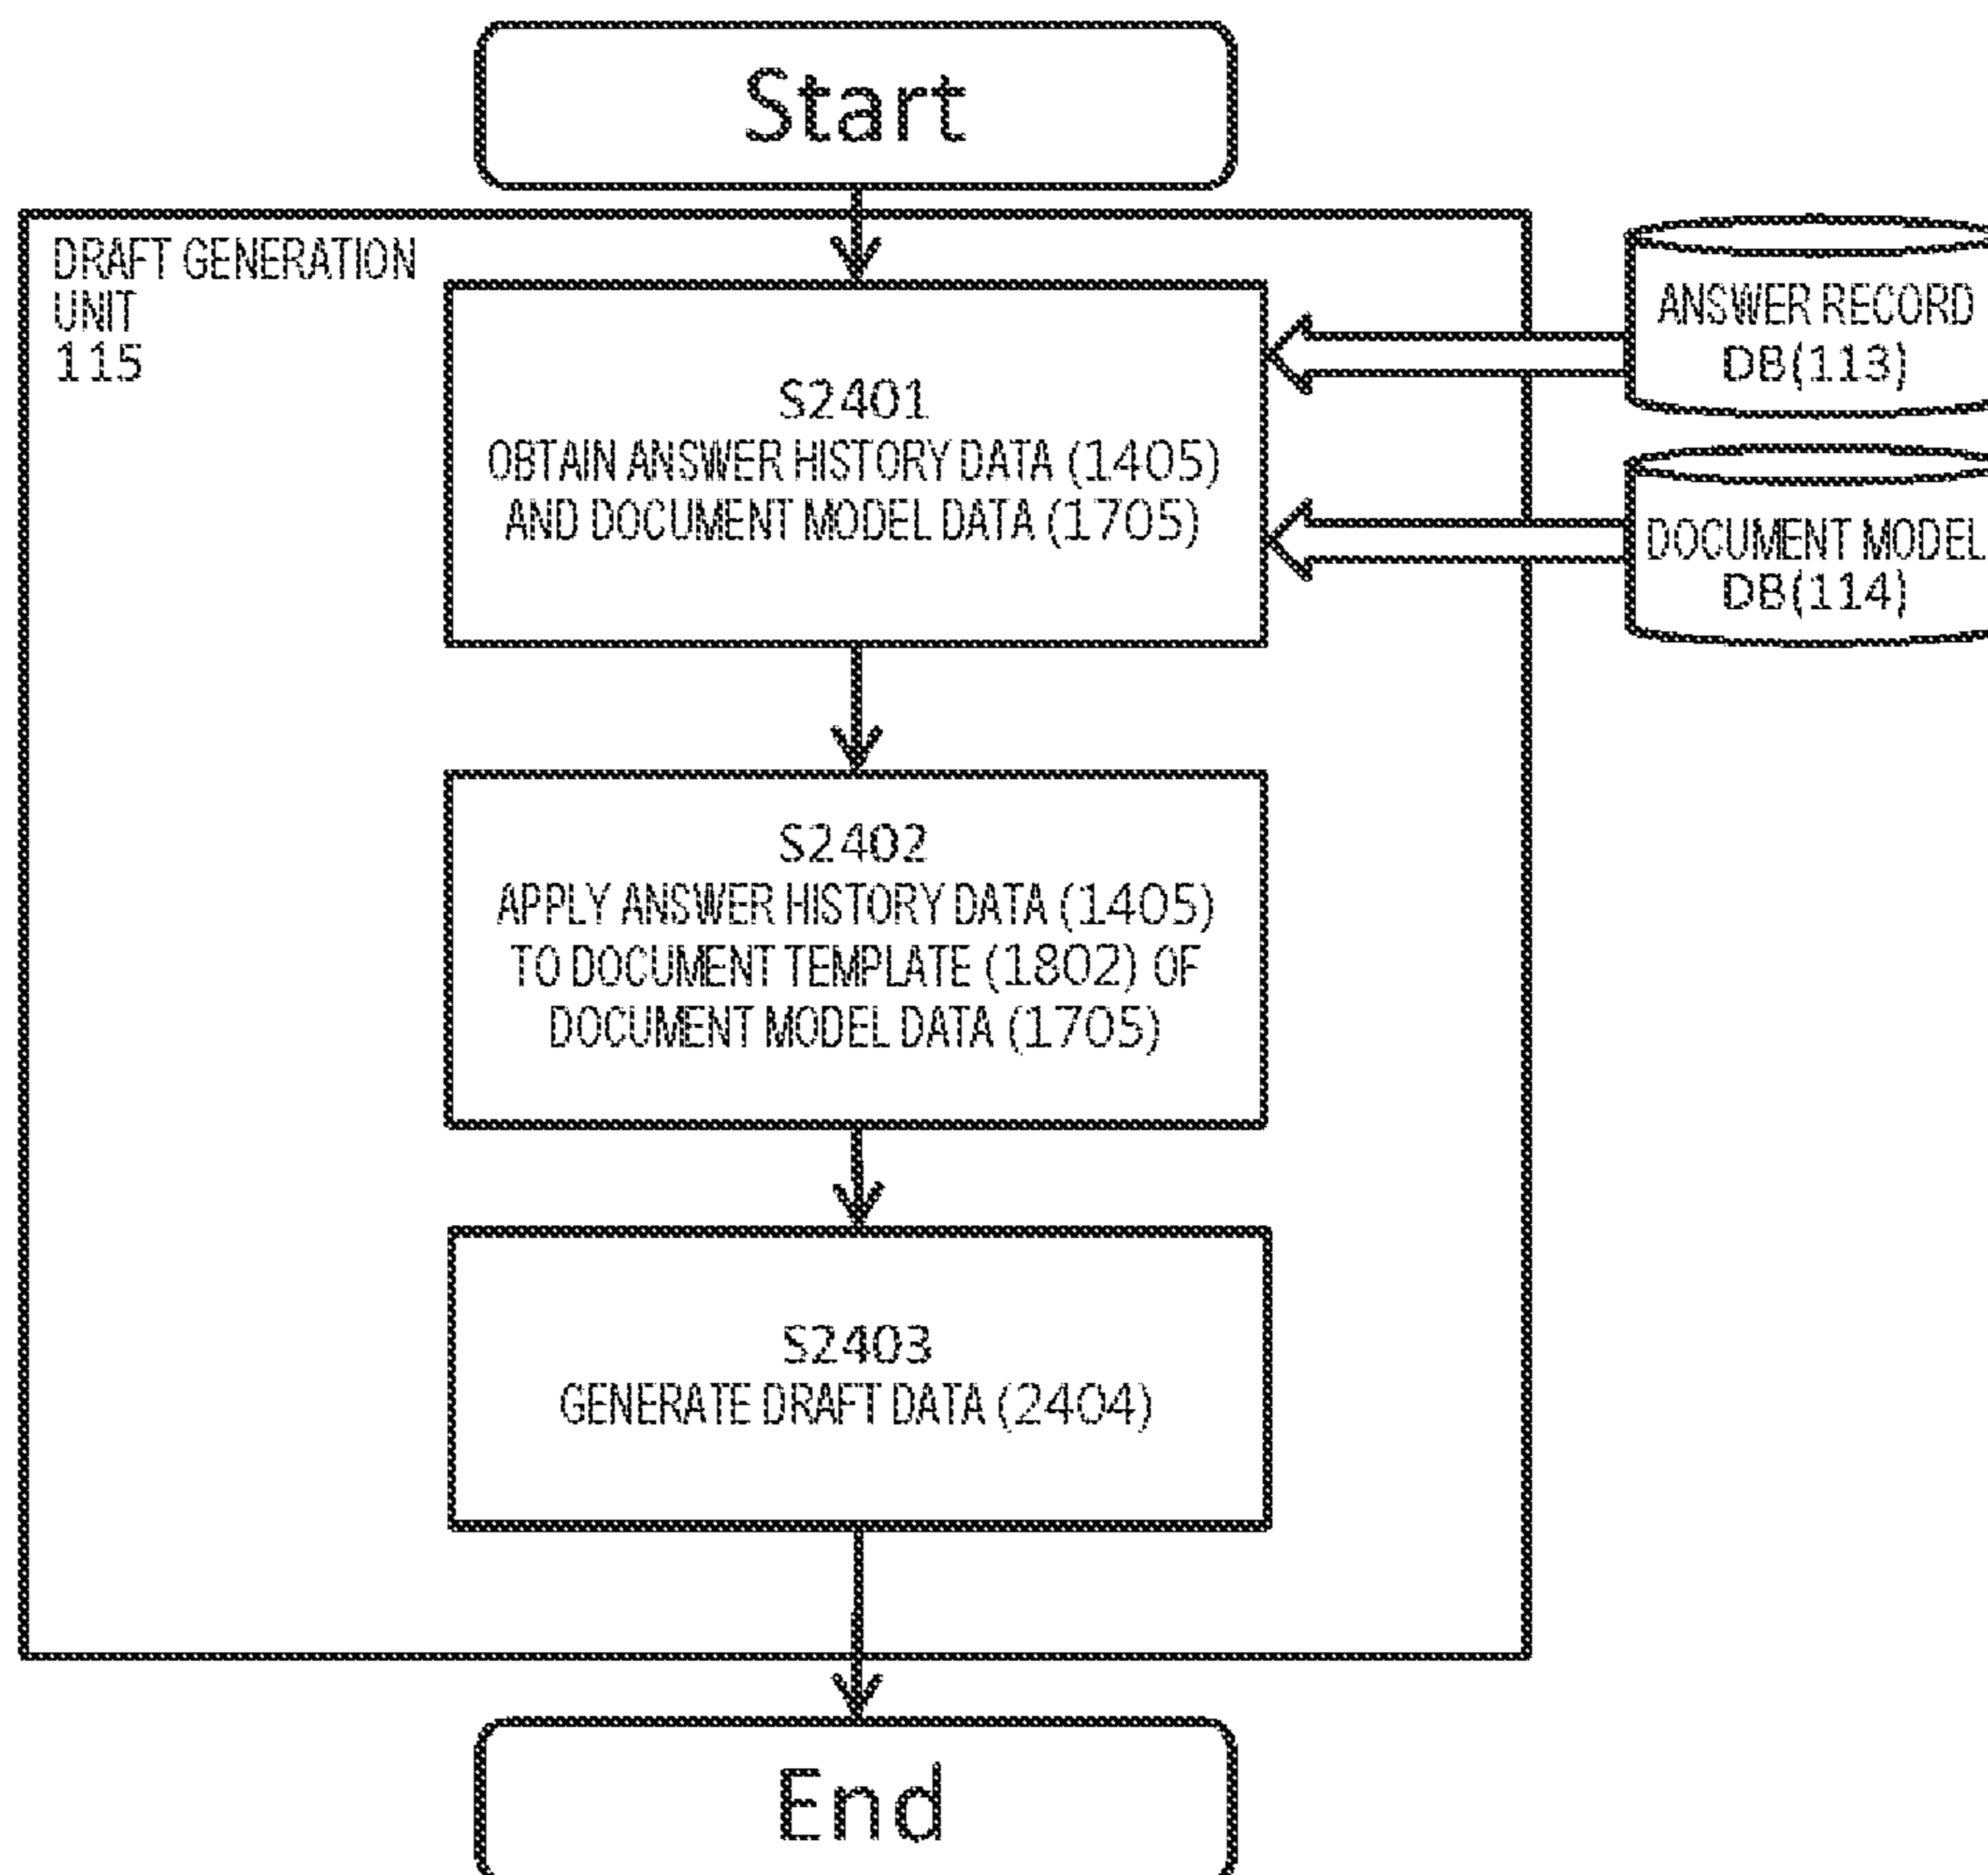 Start
DRAFT GENERATION
UNIT
115
ANSWER RECORD
DB(113)
S2401
OBTAIN ANSWER HISTORY DATA (1405)
AND DOCUMENT MODEL DATA (1705)
DOCUMENT MODEL
DB(114)
S2402
APPLY ANSWER HISTORY DATA (1405)
TO DOCUMENT TEMPLATE (1802) OF
DOCUMENT MODEL DATA (1705)
S2403
GENERATE DRAFT DATA (2404)
End